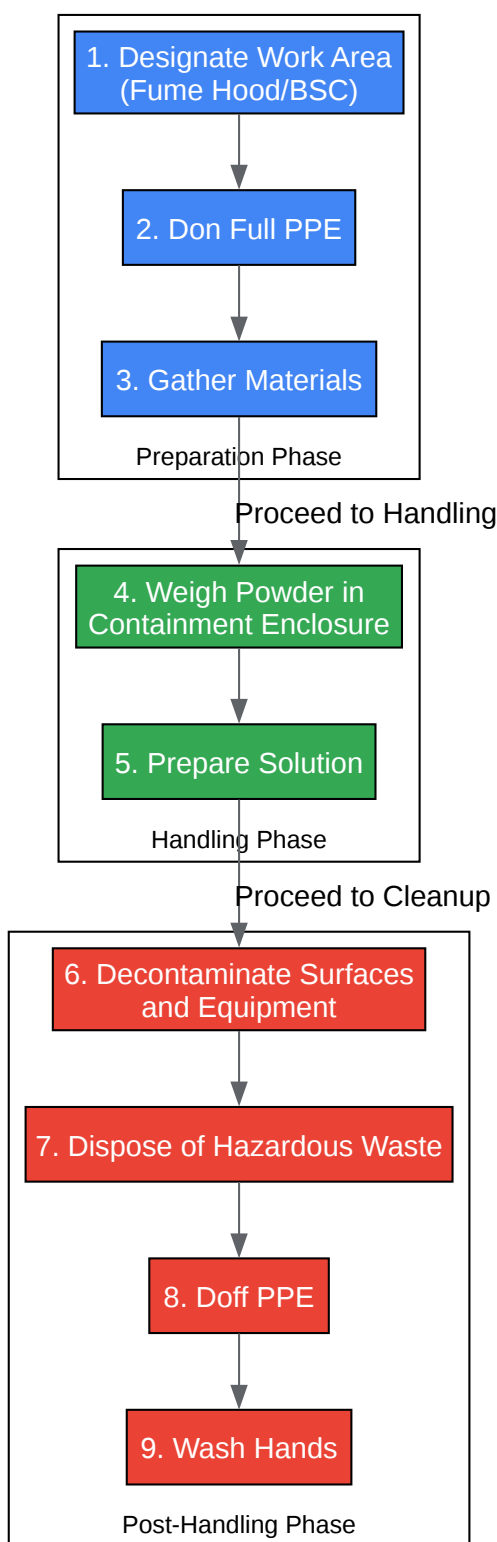 1. Designate Work Area
(Fume Hood/BSC)
2. Don Full PPE
3. Gather Materials
Preparation Phase
Proceed to Handling
4. Weigh Powder in
Containment Enclosure
5. Prepare Solution
Handling Phase
Proceed to Cleanup
6. Decontaminate Surfaces
and Equipment
7. Dispose of Hazardous Waste
8. Doff PPE
9. Wash Hands
Post-Handling Phase